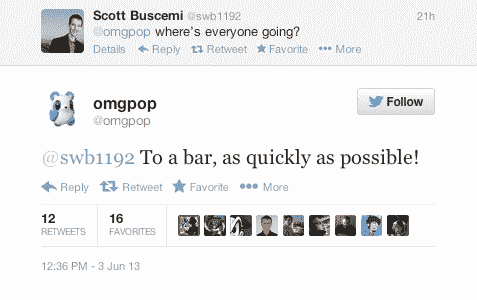 Scott Buscemi @swb1192 21h
@omgpop where's everyone going?
Details Reply Retweet Favorite More
omgpop
@omgpop
Follow
@swb1192 To a bar, as quickly as possible!
Reply Retweet Favorite More
12 16
RETWEETS FAVORITES
12:36 PM - 3 Jun 13